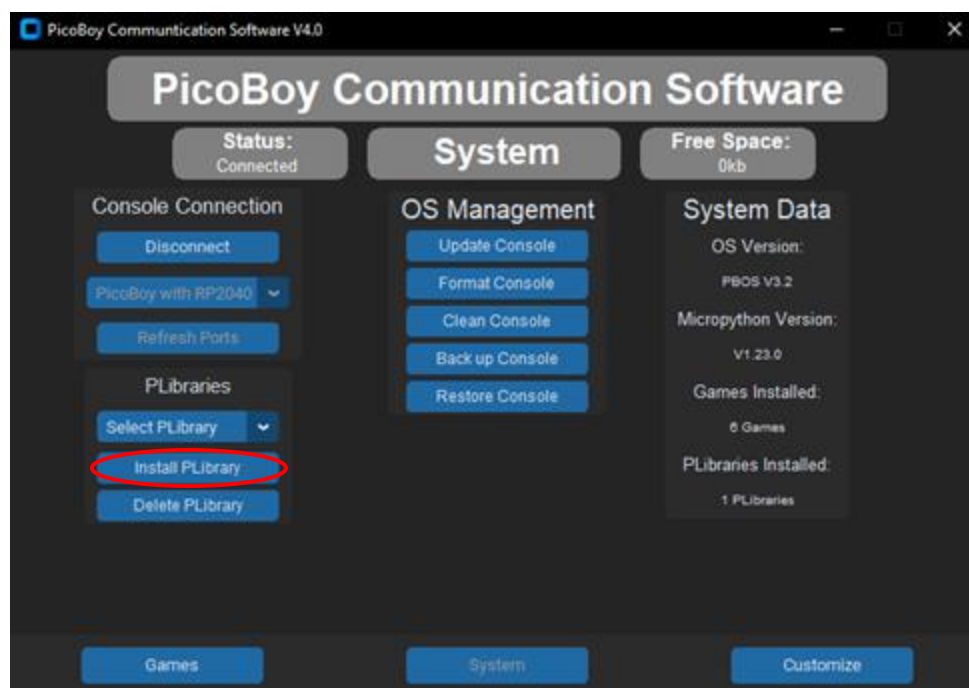 PicoBoy Communtication Software V4.0
PicoBoy Communication Software
Status:
Connected
System
Free Space:
0kb
Console Connection
Disconnect
PicoBoy with RP2040
Refresh Ports
PLibraries
Select PLibrary
Install PLibrary
Delete PLibrary
OS Management
Update Console
Format Console
Clean Console
Back up Console
Restore Console
System Data
OS Version:
PBOS V3.2
Micropython Version:
V1.23.0
Games Installed:
6 Games
PLibraries Installed:
1 PLibraries
Games
System
Customize